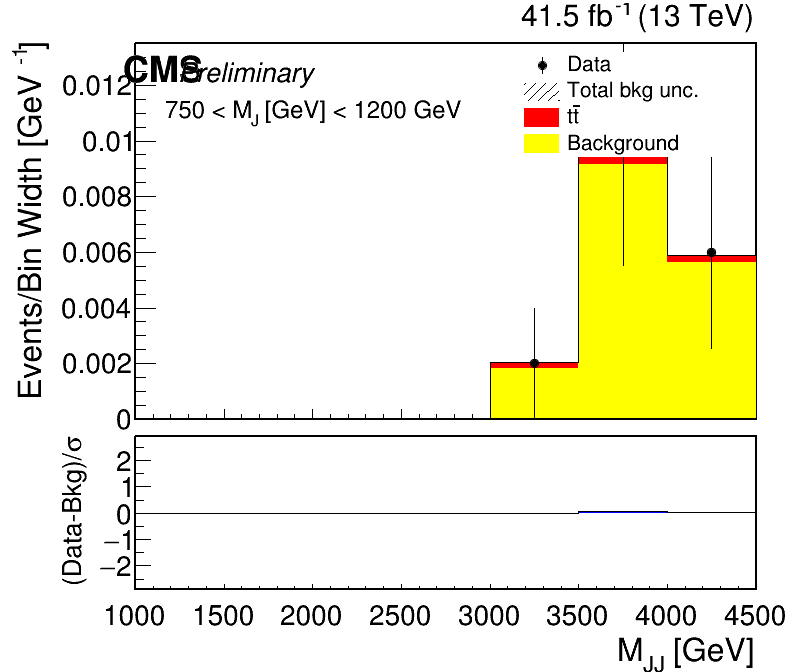 41.5 fb⁻¹ (13 TeV)
CMS Preliminary
750 < M_J [GeV] < 1200 GeV
Data
Total bkg unc.
tt̄
Background
Events/Bin Width [GeV⁻¹]
0.012
0.01
0.008
0.006
0.004
0.002
0
(Data-Bkg)/σ
2
1
0
−1
−2
1000 1500 2000 2500 3000 3500 4000 4500
M_JJ [GeV]